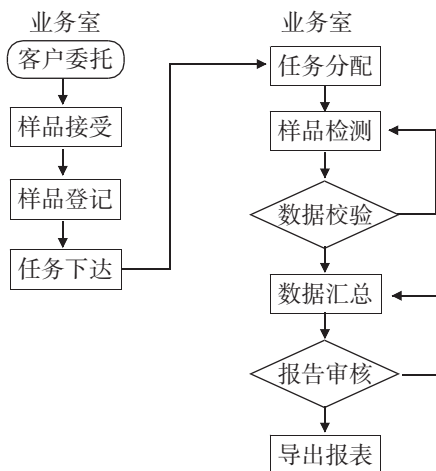 业务室
客户委托
样品接受
样品登记
任务下达
业务室
任务分配
样品检测
数据校验
数据汇总
报告审核
导出报表